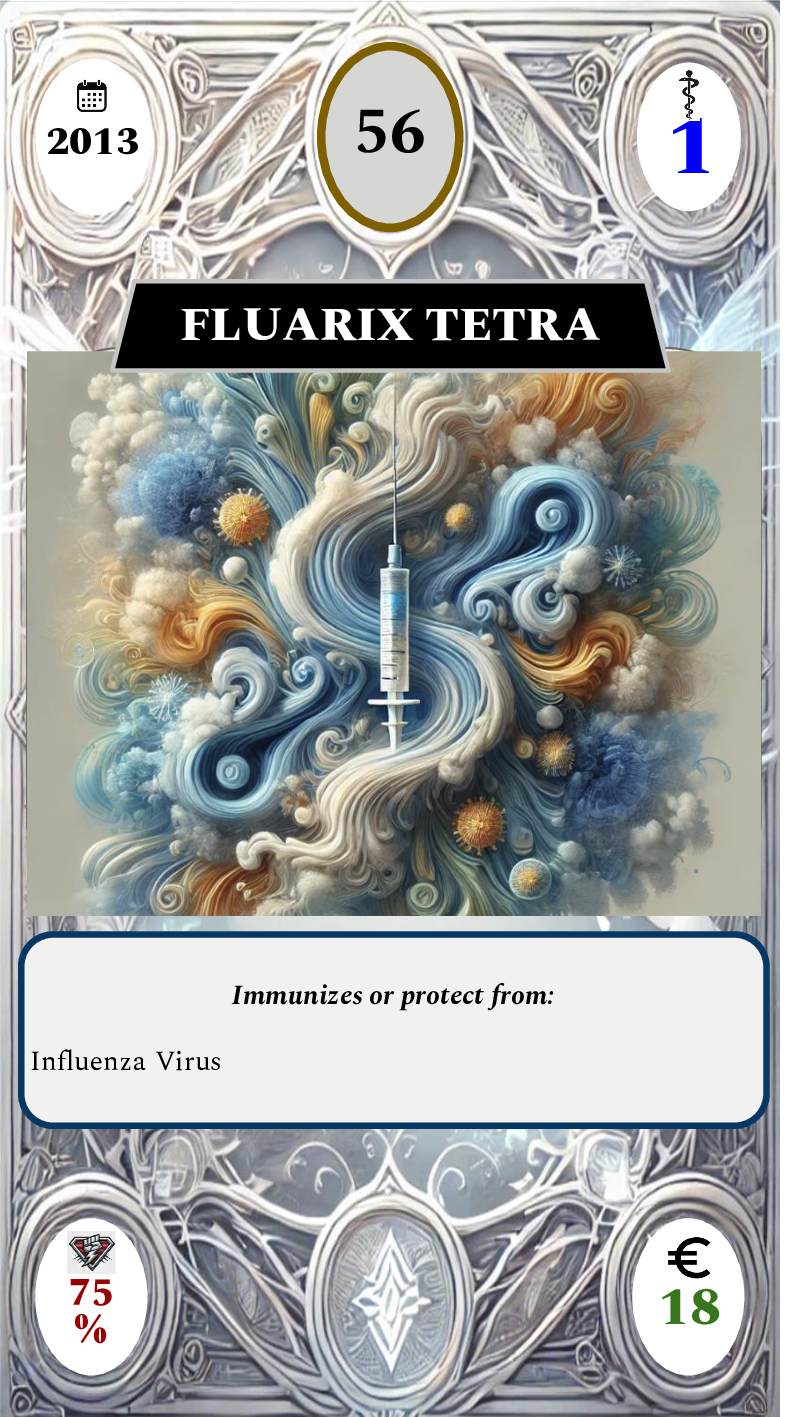 2013
56
1
FLUARIX TETRA
Immunizes or protect from:
Influenza Virus
75
%
€
18